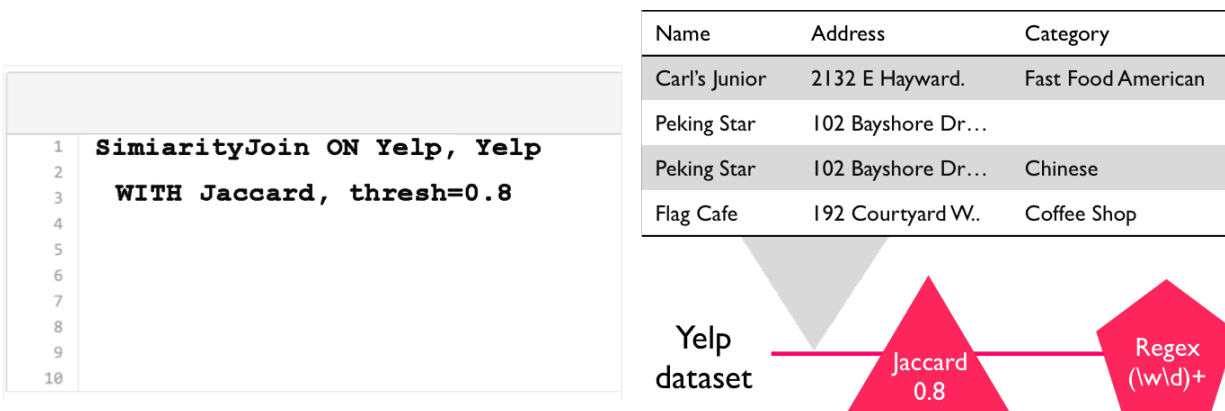 1 SimiarityJoin ON Yelp, Yelp
2
3 WITH Jaccard, thresh=0.8
4
5
6
7
8
9
10
Name Address Category
Carl's Junior 2132 E Hayward. Fast Food American
Peking Star 102 Bayshore Dr…
Peking Star 102 Bayshore Dr… Chinese
Flag Cafe 192 Courtyard W.. Coffee Shop
Yelp
dataset
Jaccard
0.8
Regex
(\w\d)+